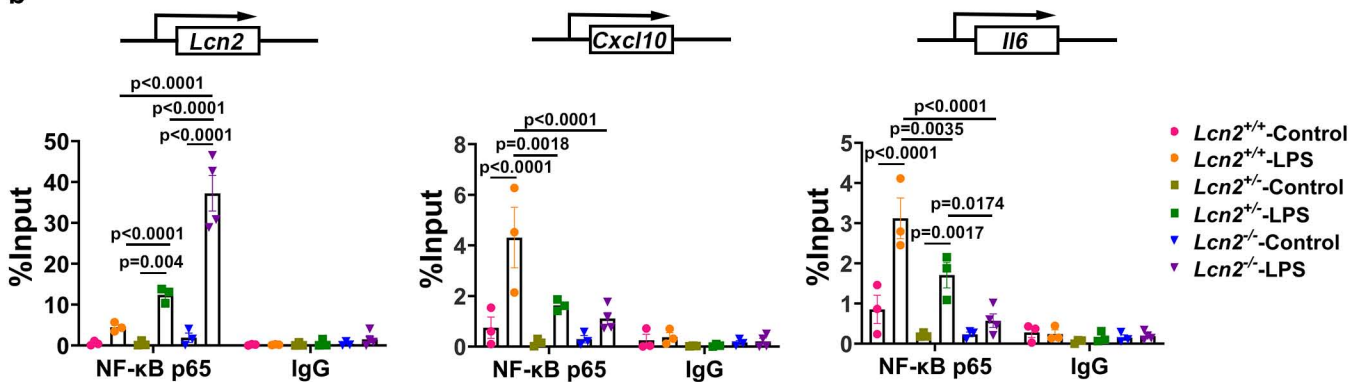 b
Lcn2
p<0.0001
p<0.0001
p<0.0001
p<0.0001
p=0.004
%Input
50
40
30
20
10
0
NF-κB p65
IgG
Cxcl10
p<0.0001
p=0.0018
p<0.0001
%Input
8
6
4
2
0
NF-κB p65
IgG
Il6
p<0.0001
p=0.0035
p<0.0001
p=0.0174
p=0.0017
%Input
5
4
3
2
1
0
NF-κB p65
IgG
Lcn2+/+-Control
Lcn2+/+-LPS
Lcn2+/--Control
Lcn2+/--LPS
Lcn2-/--Control
Lcn2-/--LPS